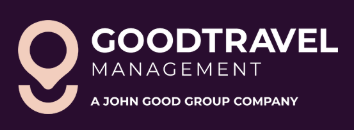 GOODTRAVEL
MANAGEMENT
A JOHN GOOD GROUP COMPANY